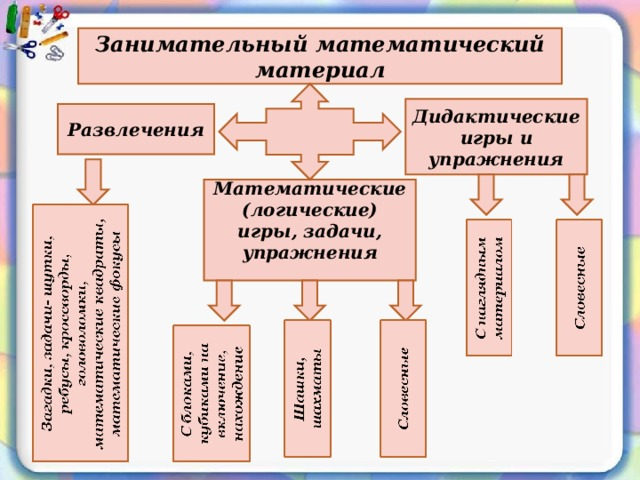 Занимательный математический
материал
Развлечения
Дидактические
игры и
упражнения
Математические
(логические)
игры, задачи,
упражнения
Загадки, задачи- шутки,
ребусы, кроссворды,
головоломки,
математические квадраты,
математические фокусы
С блоками,
кубиками на
включение,
нахождение
Шашки,
шахматы
Словесные
С наглядным
материалом
Словесные